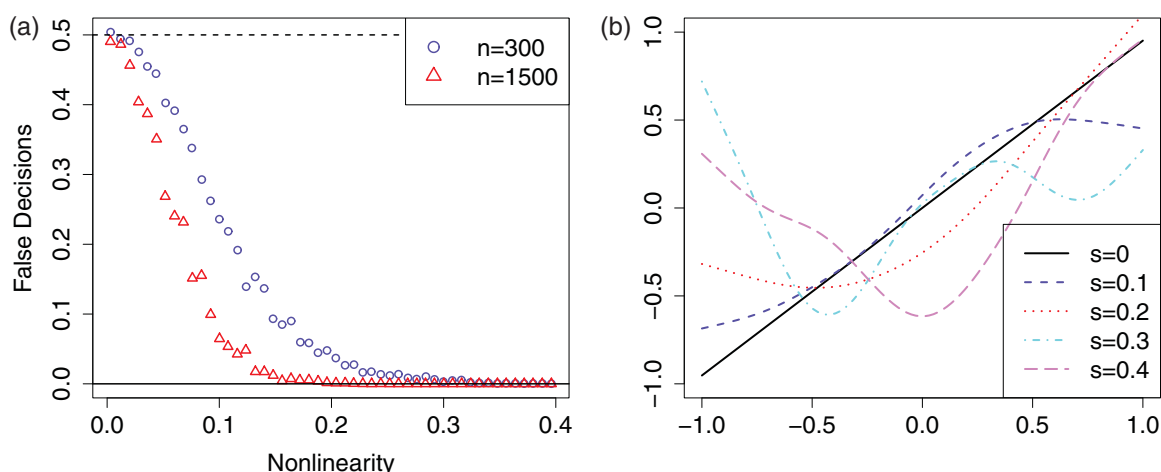 (a)
False Decisions
0.5
0.4
0.3
0.2
0.1
0.0
n=300
n=1500
0.0 0.1 0.2 0.3 0.4
Nonlinearity
(b)
1.0
0.5
0.0
−0.5
−1.0
s=0
s=0.1
s=0.2
s=0.3
s=0.4
−1.0 −0.5 0.0 0.5 1.0